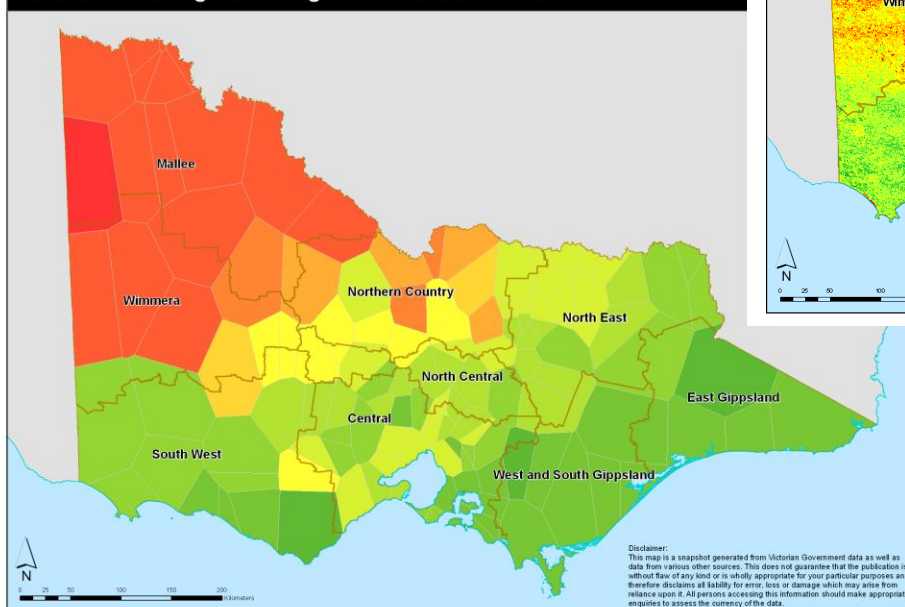 Mallee
Wimmera
Northern Country
North East
North Central
Central
East Gippsland
South West
West and South Gippsland
N
0 25 50 100 150 200
Kilometers
N
0 25 50 100
Disclaimer:
This map is a snapshot generated from Victorian Government data as well as
data from various other sources. This does not guarantee that the publication is
without flaw of any kind or is wholly appropriate for your particular purposes an
therefore disclaims all liability for error, loss or damage which may arise from
reliance upon it. All persons accessing this information should make appropriat
enquiries to assess the currency of the data.